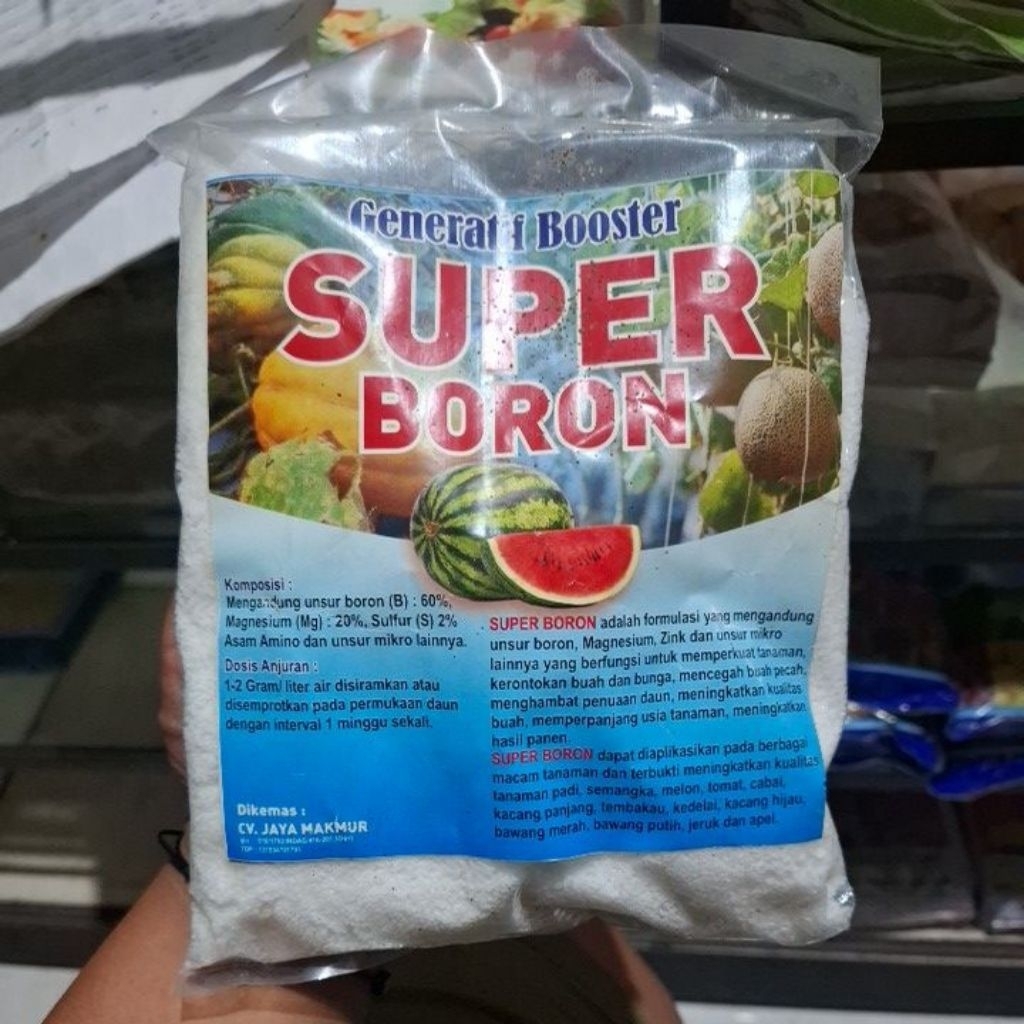 Generatif Booster
SUPER
BORON
Komposisi :
Mengandung unsur boron (B) : 60%,
Magnesium (Mg) : 20%, Sulfur (S) 2%
Asam Amino dan unsur mikro lainnya.
Dosis Anjuran :
1-2 Gram/ liter air disiramkan atau
disemprotkan pada permukaan daun
dengan interval 1 minggu sekali.
SUPER BORON adalah formulasi yang mengandung
unsur boron, Magnesium, Zink dan unsur mikro
lainnya yang berfungsi untuk memperkuat tanaman,
kerontokan buah dan bunga, mencegah buah pecah,
menghambat penuaan daun, meningkatkan kualitas
buah, memperpanjang usia tanaman, meningkatkan
hasil panen.
SUPER BORON dapat diaplikasikan pada berbagai
macam tanaman dan terbukti meningkatkan kualitas
tanaman padi, semangka, melon, tomat, cabai,
kacang panjang, tembakau, kedelai, kacang hijau,
bawang merah, bawang putih, jeruk dan apel.
Dikemas :
CV. JAYA MAKMUR